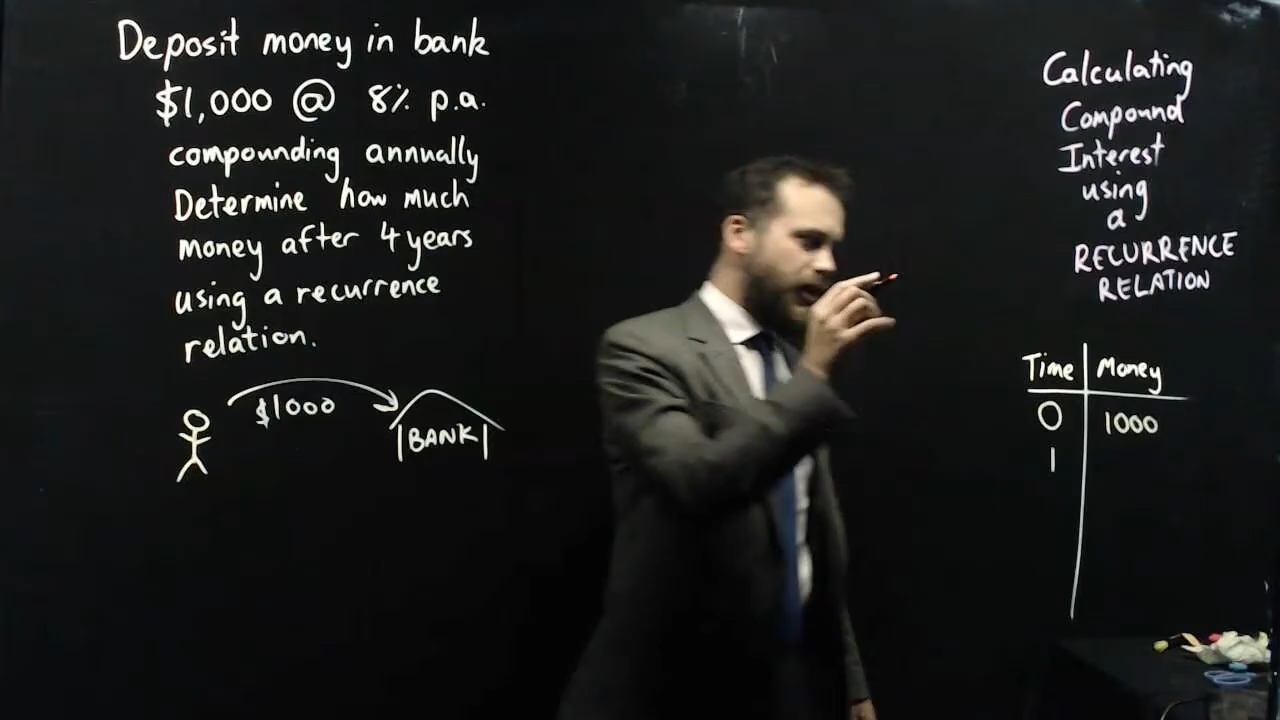 Deposit money in bank
$1,000 @ 8% p.a.
compounding annually
Determine how much
money after 4 years
using a recurrence
relation.
$1000
BANK
Calculating
Compound
Interest
using
a
RECURRENCE
RELATION
Time Money
0 1000
1